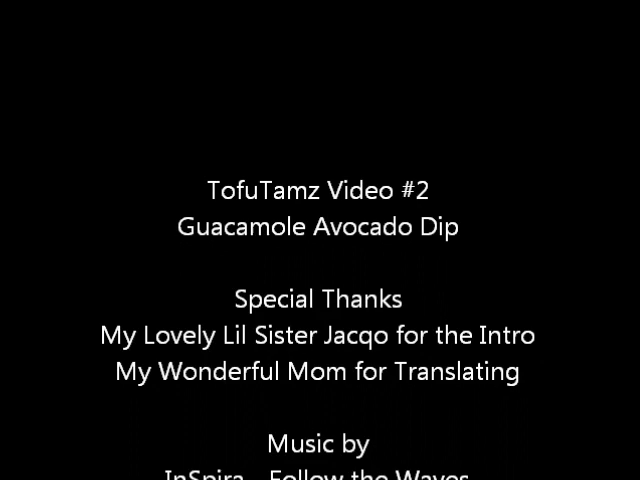 TofuTamz Video #2
Guacamole Avocado Dip
Special Thanks
My Lovely Lil Sister Jacqo for the Intro
My Wonderful Mom for Translating
Music by
InSpira - Follow the Waves